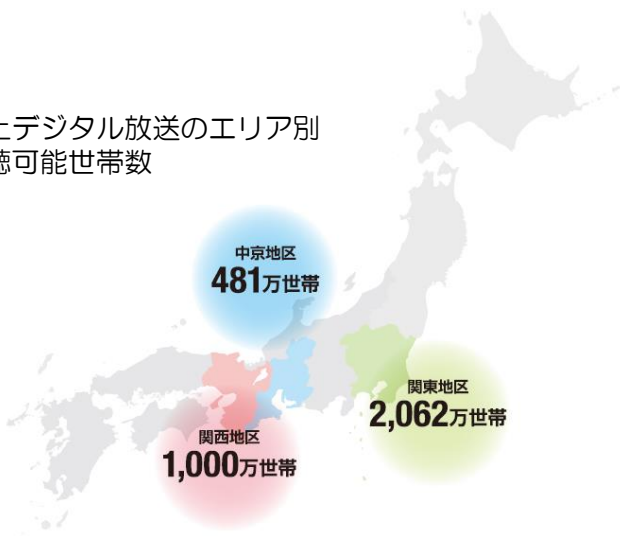 デジタル放送のエリア別
聴可能世帯数
中京地区
481万世帯
関東地区
2,062万世帯
関西地区
1,000万世帯